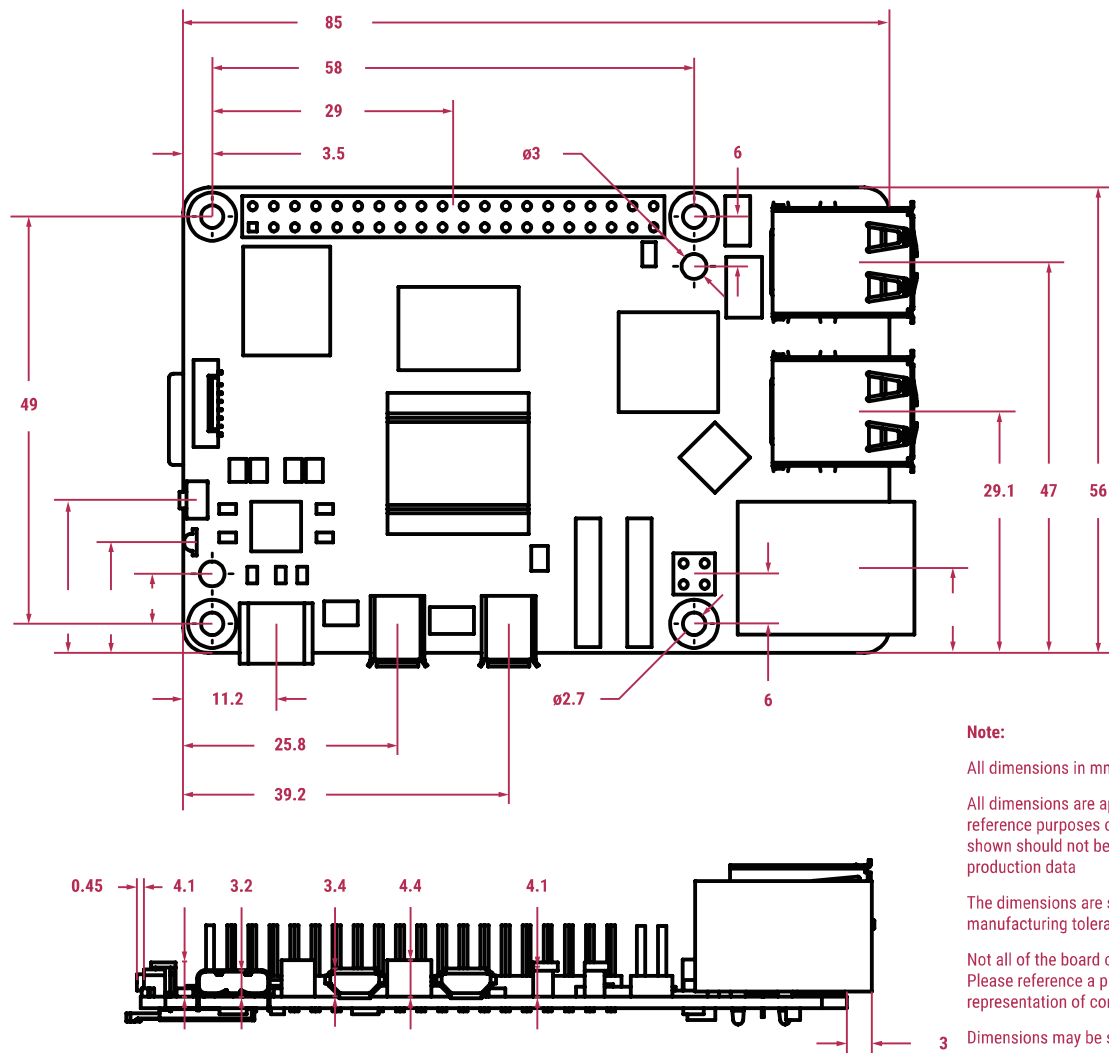 85
58
29
3.5
ø3
6
49
29.1
47
56
11.2
ø2.7
6
25.8
39.2
Note:
All dimensions in mm
All dimensions are
reference purposes
shown should not be
production data
The dimensions are
manufacturing
Not all of the board
Please reference a
representation of
Dimensions may be
0.45
4.1
3.2
3.4
4.4
4.1
3